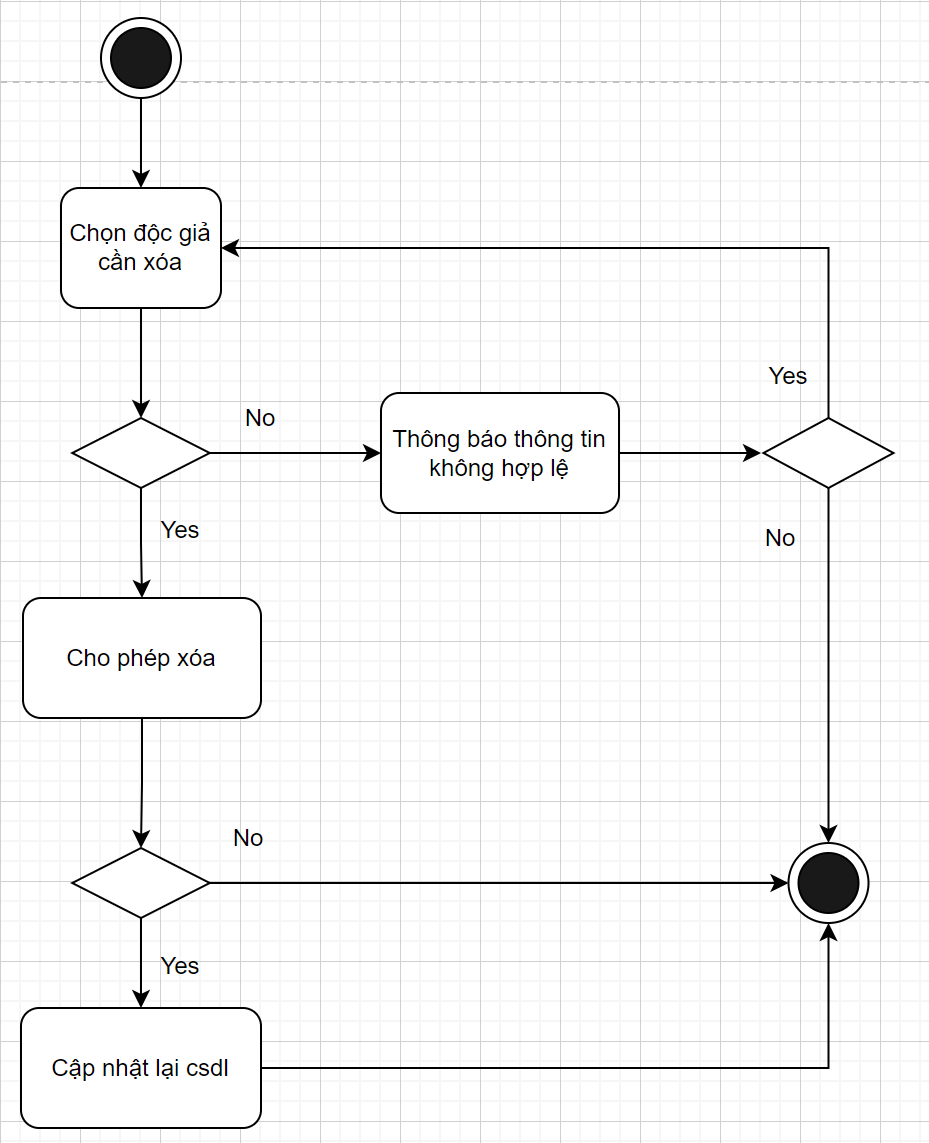 Chọn độc giả
cần xóa
Yes
No
Thông báo thông tin
không hợp lệ
Yes
No
Cho phép xóa
No
Yes
Cập nhật lại csdl